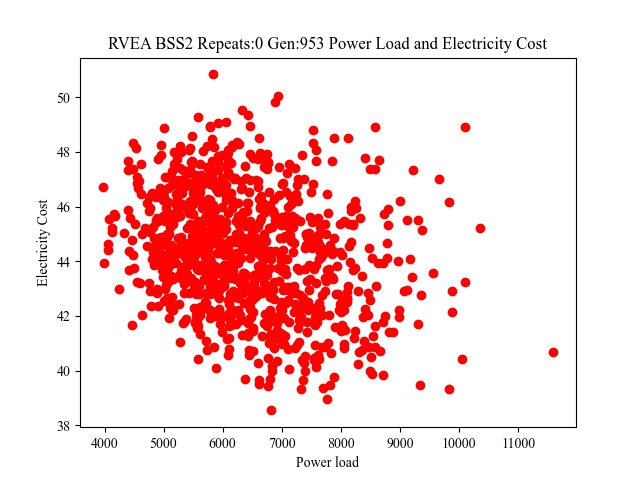 RVEA BSS2 Repeats:0 Gen:953 Power Load and Electricity Cost
Electricity Cost
50
48
46
44
42
40
38
4000 5000 6000 7000 8000 9000 10000 11000
Power load